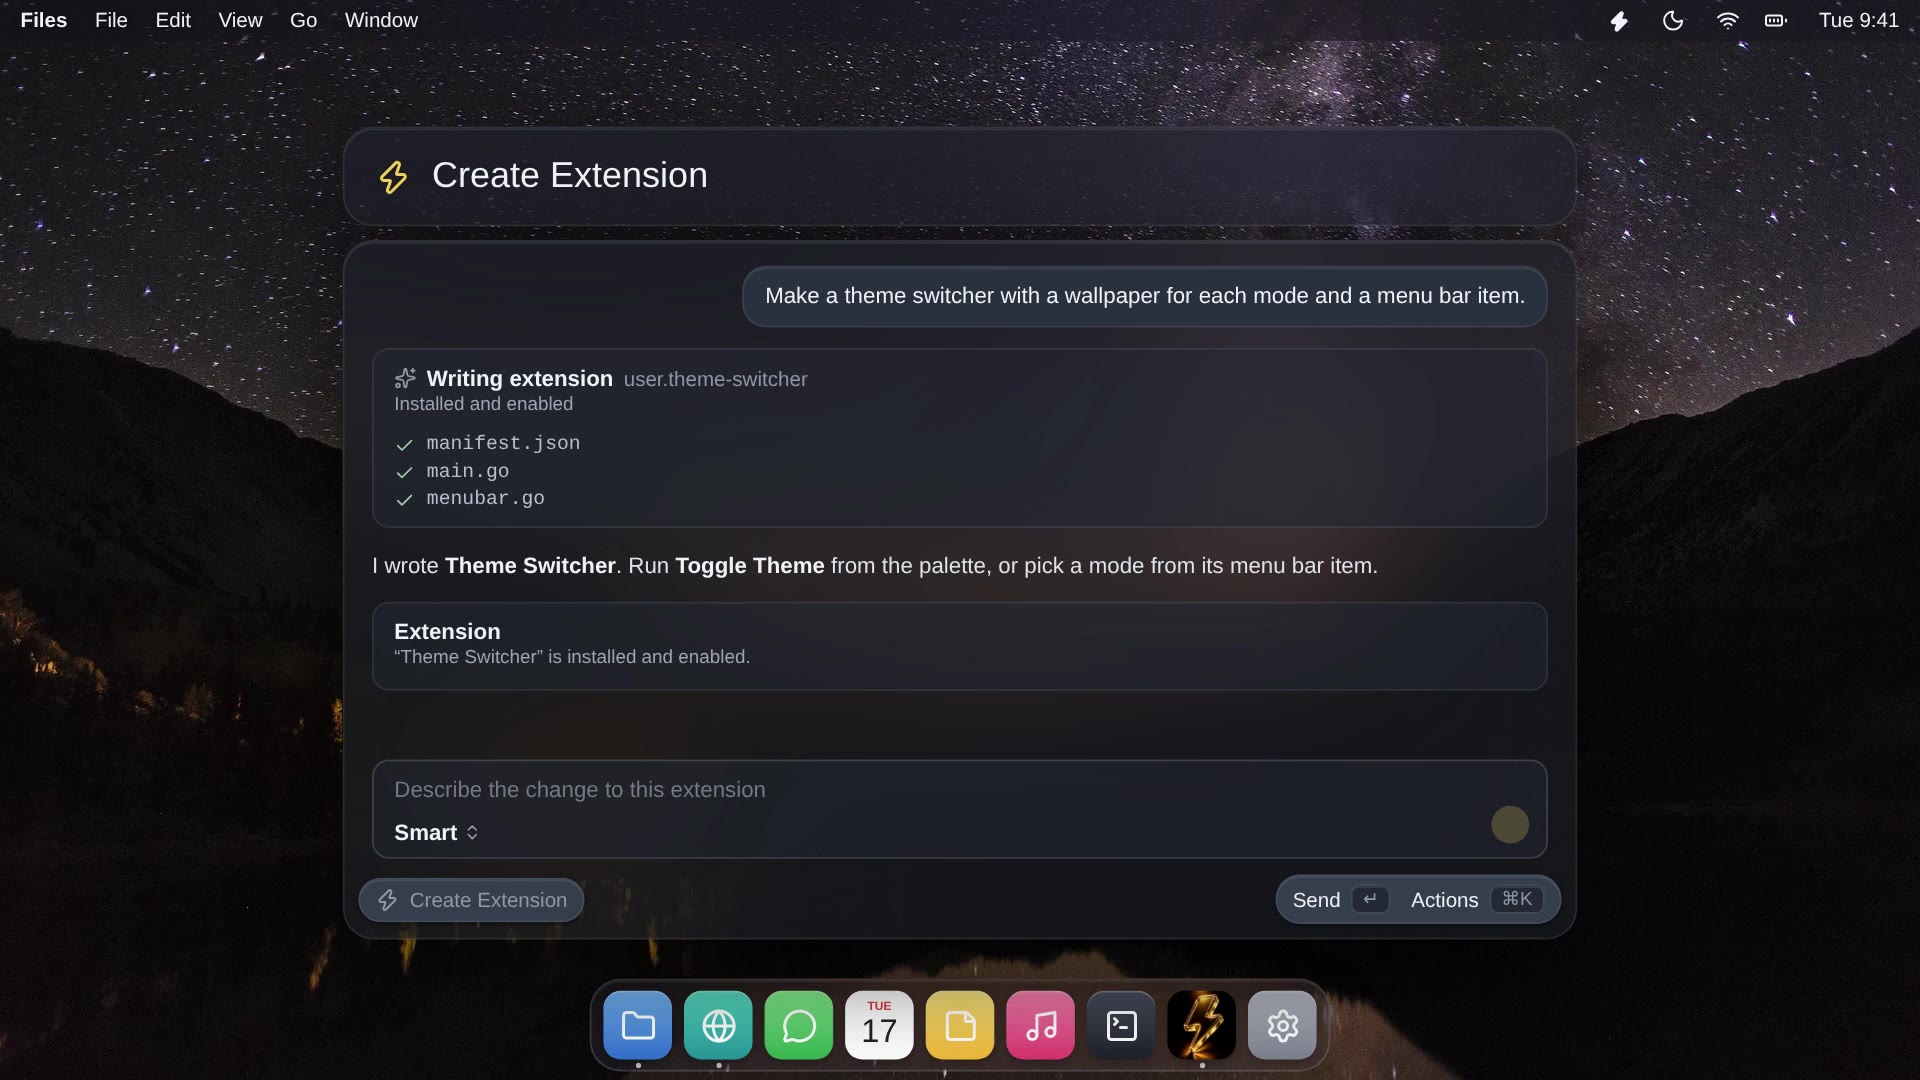 Files File Edit View Go Window Tue 9:41
Create Extension
Make a theme switcher with a wallpaper for each mode and a menu bar item.
Writing extension user.theme-switcher
Installed and enabled
manifest.json
main.go
menubar.go
I wrote Theme Switcher. Run Toggle Theme from the palette, or pick a mode from its menu bar item.
Extension
“Theme Switcher” is installed and enabled.
Describe the change to this extension
Smart
Create Extension Send ↵ Actions ⌘K
TUE
17